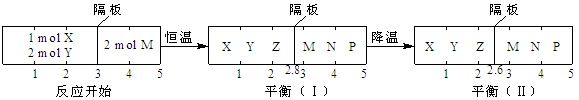 隔板 隔板 隔板
1 mol X
2 mol Y 2 mol M 恒温 X Y Z M N P 降温 X Y Z M N P
1 2 3 4 5 1 2 2.8 3 4 5 1 2 2.6 3 4 5
反应开始 平衡(Ⅰ) 平衡(Ⅱ)